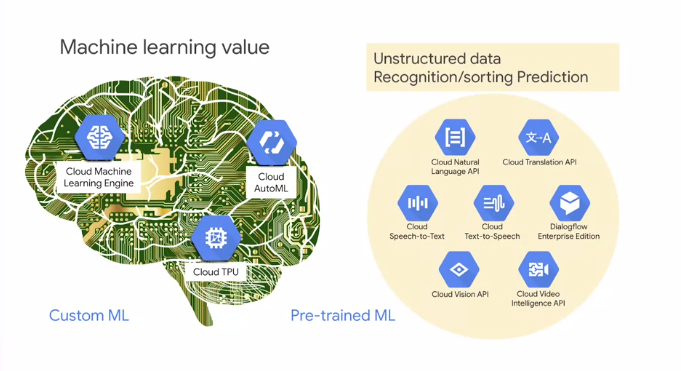 Machine learning value
Unstructured data
Recognition/sorting Prediction
Cloud Machine
Learning Engine
Cloud
AutoML
Cloud TPU
Custom ML
Pre-trained ML
Cloud Natural
Language API
文→A
Cloud Translation API
Cloud
Speech-to-Text
Cloud
Text-to-Speech
Dialogflow
Enterprise Edition
Cloud Vision API
Cloud Video
Intelligence API